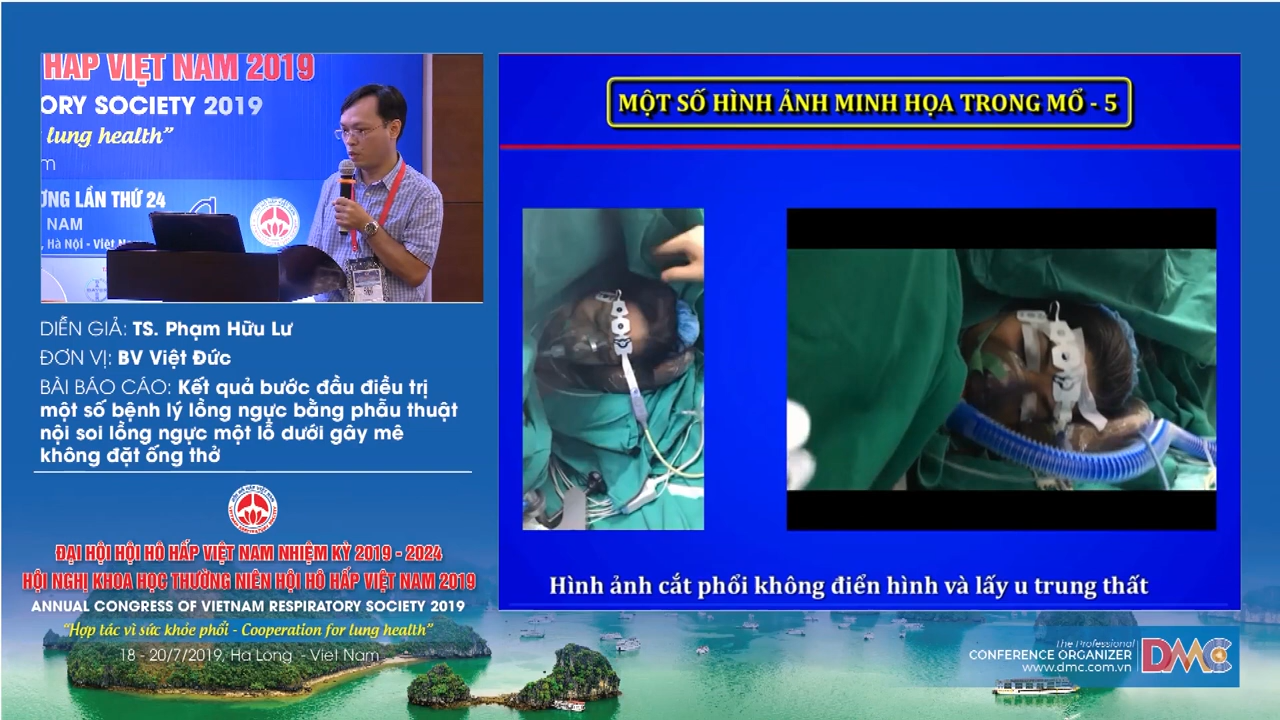 HẤP VIỆT NAM 2019
ORY SOCIETY 2019
lung health”
ƠNG LẦN THỨ 24
NAM
, Hà Nội - Việt
MỘT SỐ HÌNH ẢNH MINH HỌA TRONG MỔ - 5
Hình ảnh cắt phổi không điển hình và lấy u trung thất
DIỄN GIẢ: TS. Phạm Hữu Lư
ĐƠN VỊ: BV Việt Đức
BÀI BÁO CÁO: Kết quả bước đầu điều trị
một số bệnh lý lồng ngực bằng phẫu thuật
nội soi lồng ngực một lỗ dưới gây mê
không đặt ống thở
ĐẠI HỘI HỘI HÔ HẤP VIỆT NAM NHIỆM KỲ 2019 - 2024
HỘI NGHỊ KHOA HỌC THƯỜNG NIÊN HỘI HÔ HẤP VIỆT NAM 2019
ANNUAL CONGRESS OF VIETNAM RESPIRATORY SOCIETY 2019
“Hợp tác vì sức khỏe phổi - Cooperation for lung health”
18 - 20/7/2019, Ha Long - Viet Nam
The Professional
CONFERENCE ORGANIZER
www.dmc.com.vn
DMC